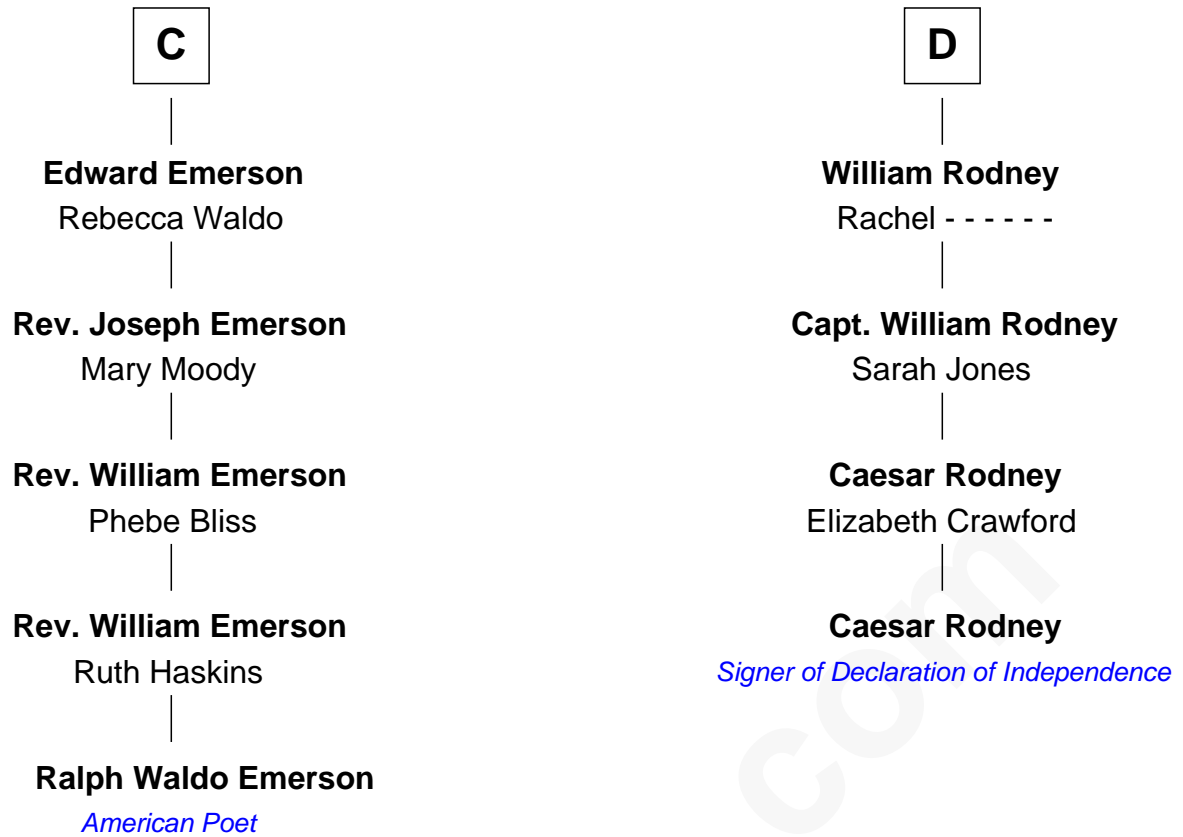 C
Edward Emerson
Rebecca Waldo
Rev. Joseph Emerson
Mary Moody
Rev. William Emerson
Phebe Bliss
Rev. William Emerson
Ruth Haskins
Ralph Waldo Emerson
American Poet
D
William Rodney
Rachel - - - - - -
Capt. William Rodney
Sarah Jones
Caesar Rodney
Elizabeth Crawford
Caesar Rodney
Signer of Declaration of Independence
com